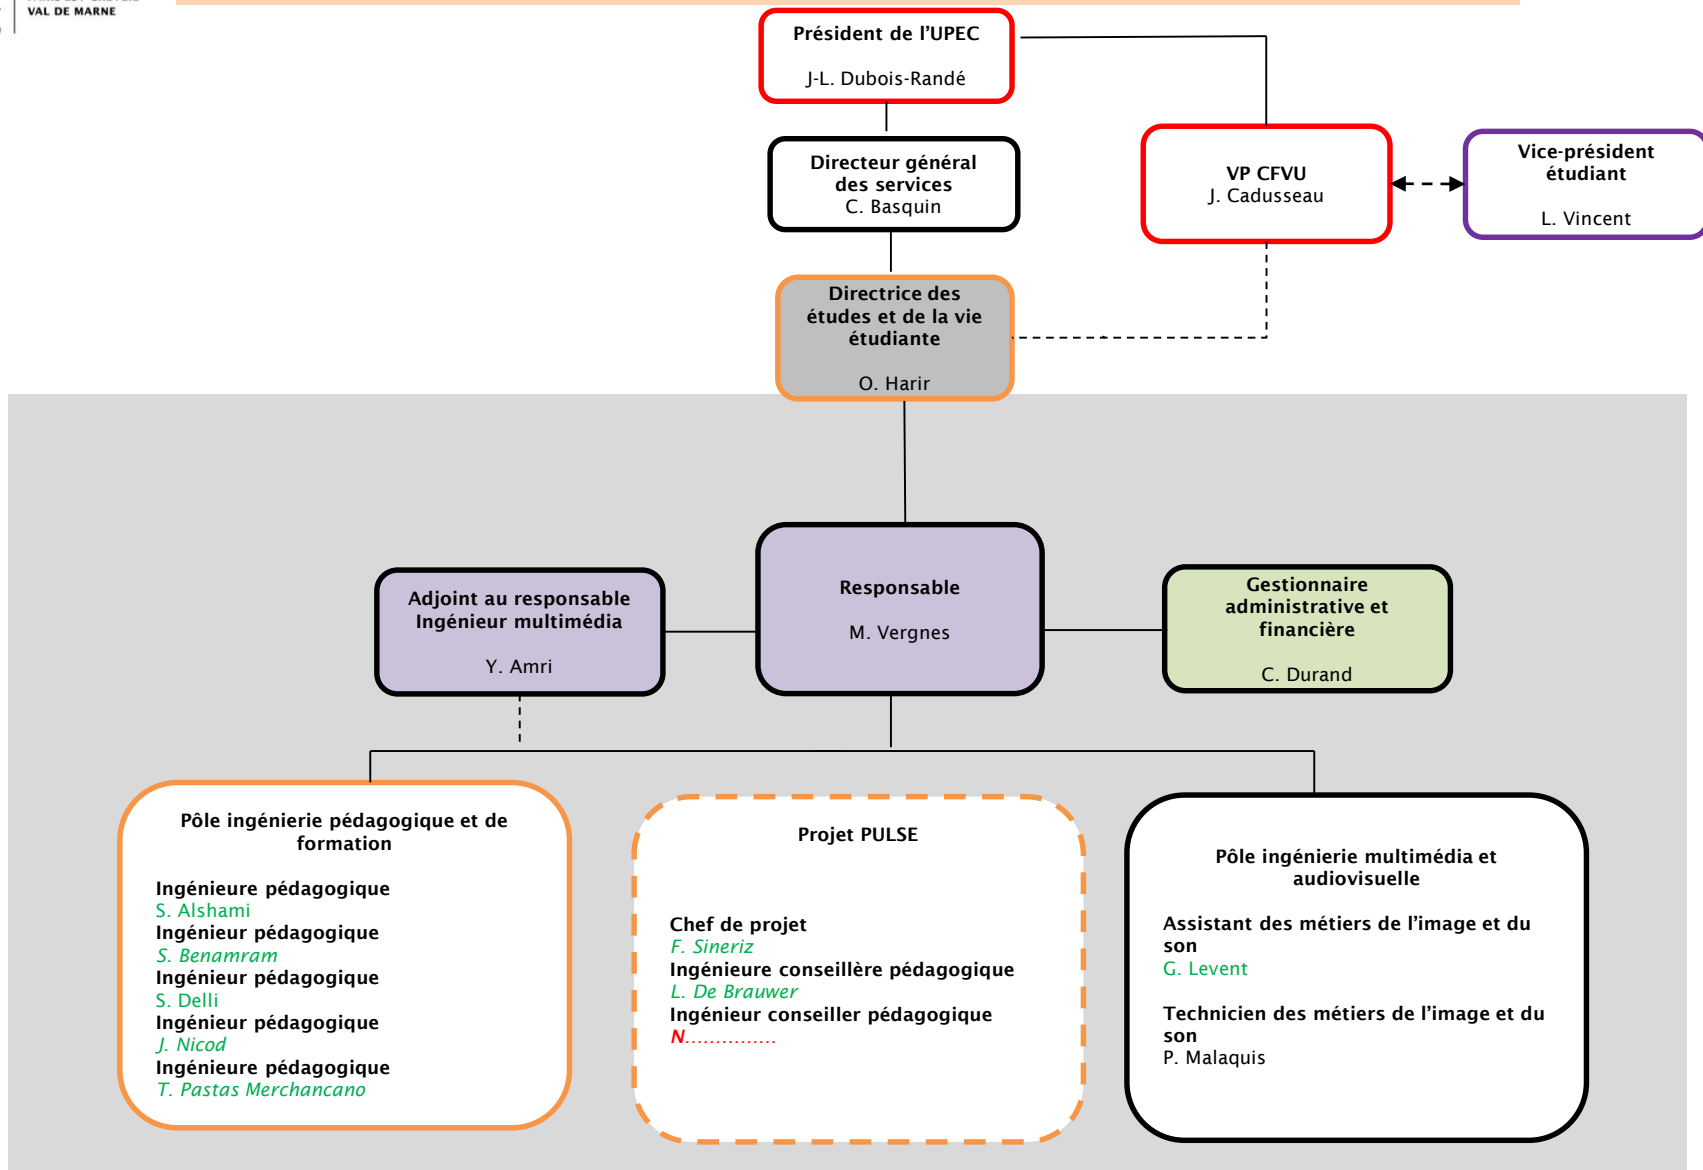 VAL DE MARNE
Président de l'UPEC
J-L. Dubois-Randé
Directeur général
des services
C. Basquin
VP CFVU
J. Cadusseau
Vice-président
étudiant
L. Vincent
Directrice des
études et de la vie
étudiante
O. Harir
Adjoint au responsable
Ingénieur multimédia
Y. Amri
Responsable
M. Vergnes
Gestionnaire
administrative et
financière
C. Durand
Pôle ingénierie pédagogique et de
formation
Ingénieure pédagogique
S. Alshami
Ingénieur pédagogique
S. Benamram
Ingénieur pédagogique
S. Delli
Ingénieur pédagogique
J. Nicod
Ingénieure pédagogique
T. Pastas Merchancano
Projet PULSE
Chef de projet
F. Sineriz
Ingénieure conseillère pédagogique
L. De Brauwer
Ingénieur conseiller pédagogique
N...............
Pôle ingénierie multimédia et
audiovisuelle
Assistant des métiers de l'image et du
son
G. Levent
Technicien des métiers de l'image et du
son
P. Malaquis